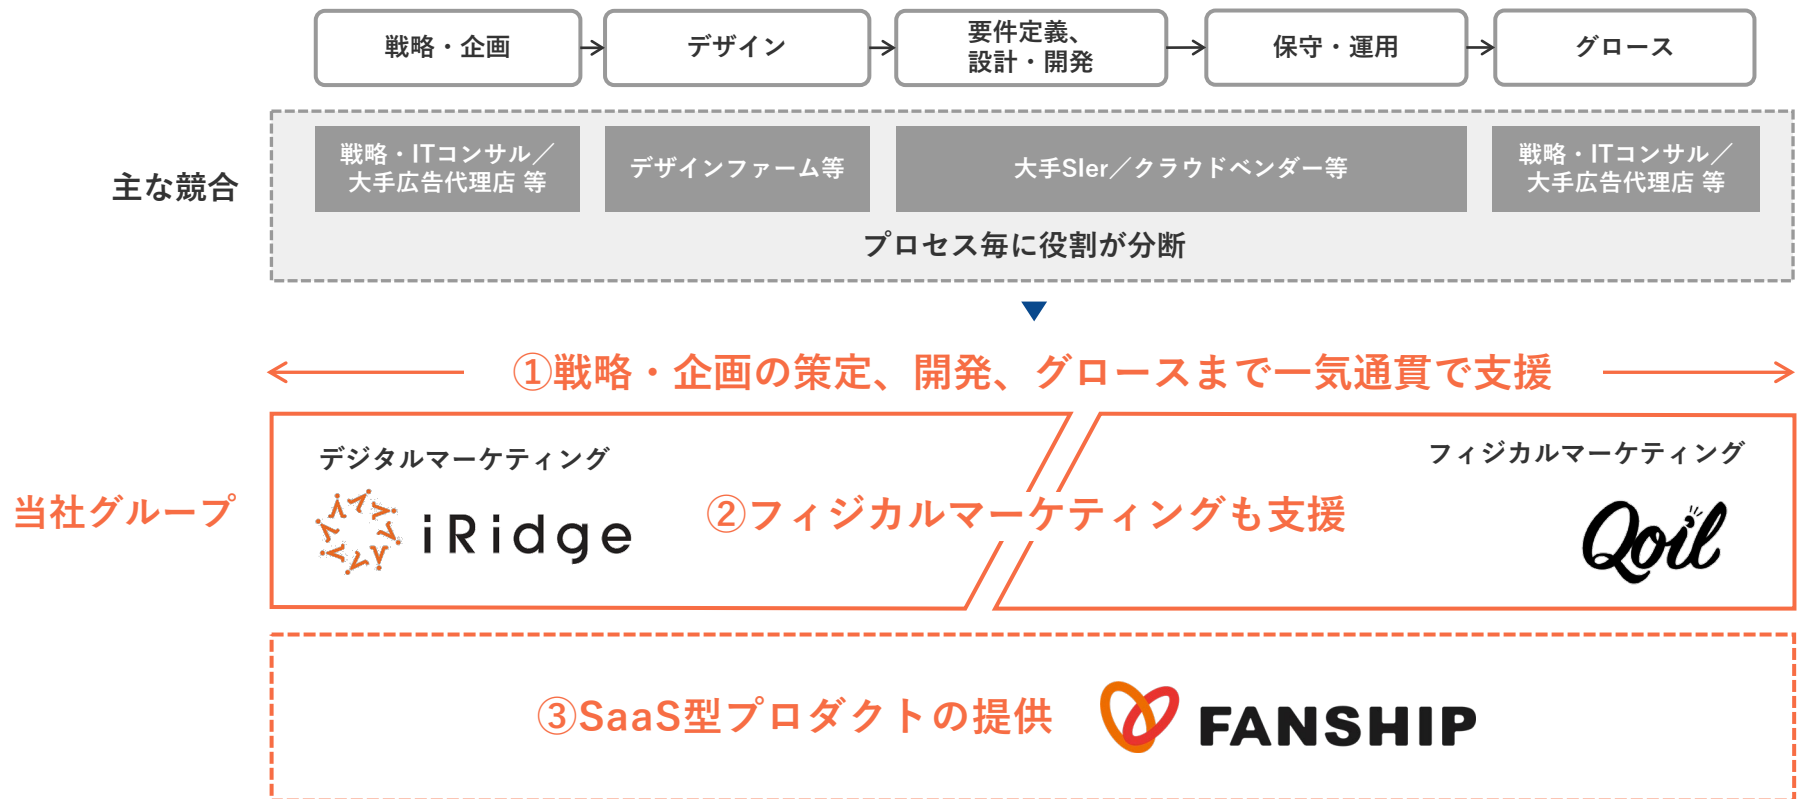 戦略・企画
デザイン
要件定義、
設計・開発
保守・運用
グロース
主な競合
戦略・ITコンサル／
大手広告代理店 等
デザインファーム等
大手SIer／クラウドベンダー等
戦略・ITコンサル／
大手広告代理店 等
プロセス毎に役割が分断
①戦略・企画の策定、開発、グロースまで一気通貫で支援
当社グループ
デジタルマーケティング
iRidge
②フィジカルマーケティングも支援
フィジカルマーケティング
Qoil
③SaaS型プロダクトの提供
FANSHIP